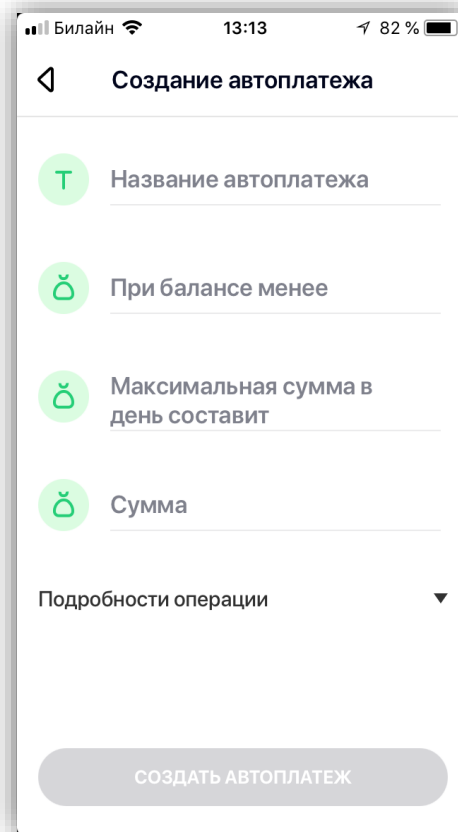 Билайн 13:13 82 %
Создание автоплатежа
Т Название автоплатежа
При балансе менее
Максимальная сумма в
день составит
Сумма
Подробности операции
СОЗДАТЬ АВТОПЛАТЕЖ